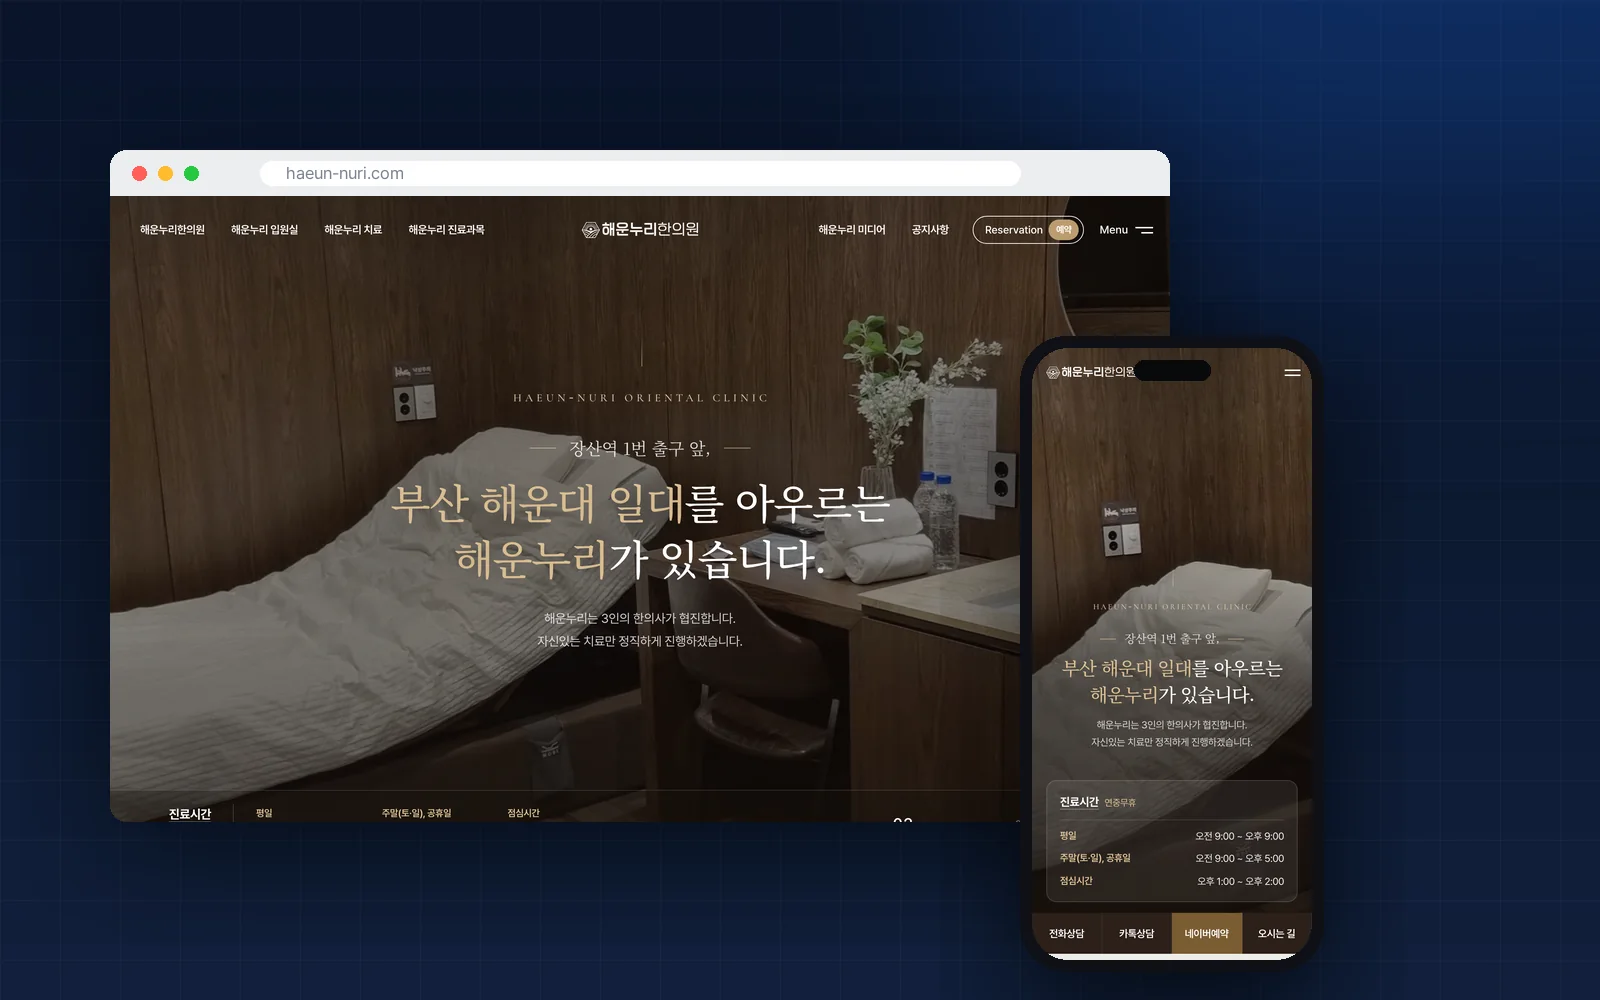 haeun-nuri.com
해운누리한의원 해운누리 입원실 해운누리 치료 해운누리 진료과목 해운누리한의원 해운누리 미디어 공지사항 Reservation 예약 Menu
HAEUN-NURI ORIENTAL CLINIC
장산역 1번 출구 앞,
부산 해운대 일대를 아우르는
해운누리가 있습니다.
해운누리는 3인의 한의사가 협진합니다.
자신있는 치료만 정직하게 진행하겠습니다.
진료시간 평일 주말(토·일), 공휴일 점심시간
해운누리한의원
HAEUN-NURI ORIENTAL CLINIC
장산역 1번 출구 앞,
부산 해운대 일대를 아우르는
해운누리가 있습니다.
해운누리는 3인의 한의사가 협진합니다.
자신있는 치료만 정직하게 진행하겠습니다.
진료시간 연중무휴
평일 오전 9:00 ~ 오후 9:00
주말(토·일), 공휴일 오전 9:00 ~ 오후 5:00
점심시간 오후 1:00 ~ 오후 2:00
전화상담 카톡상담 네이버예약 오시는 길